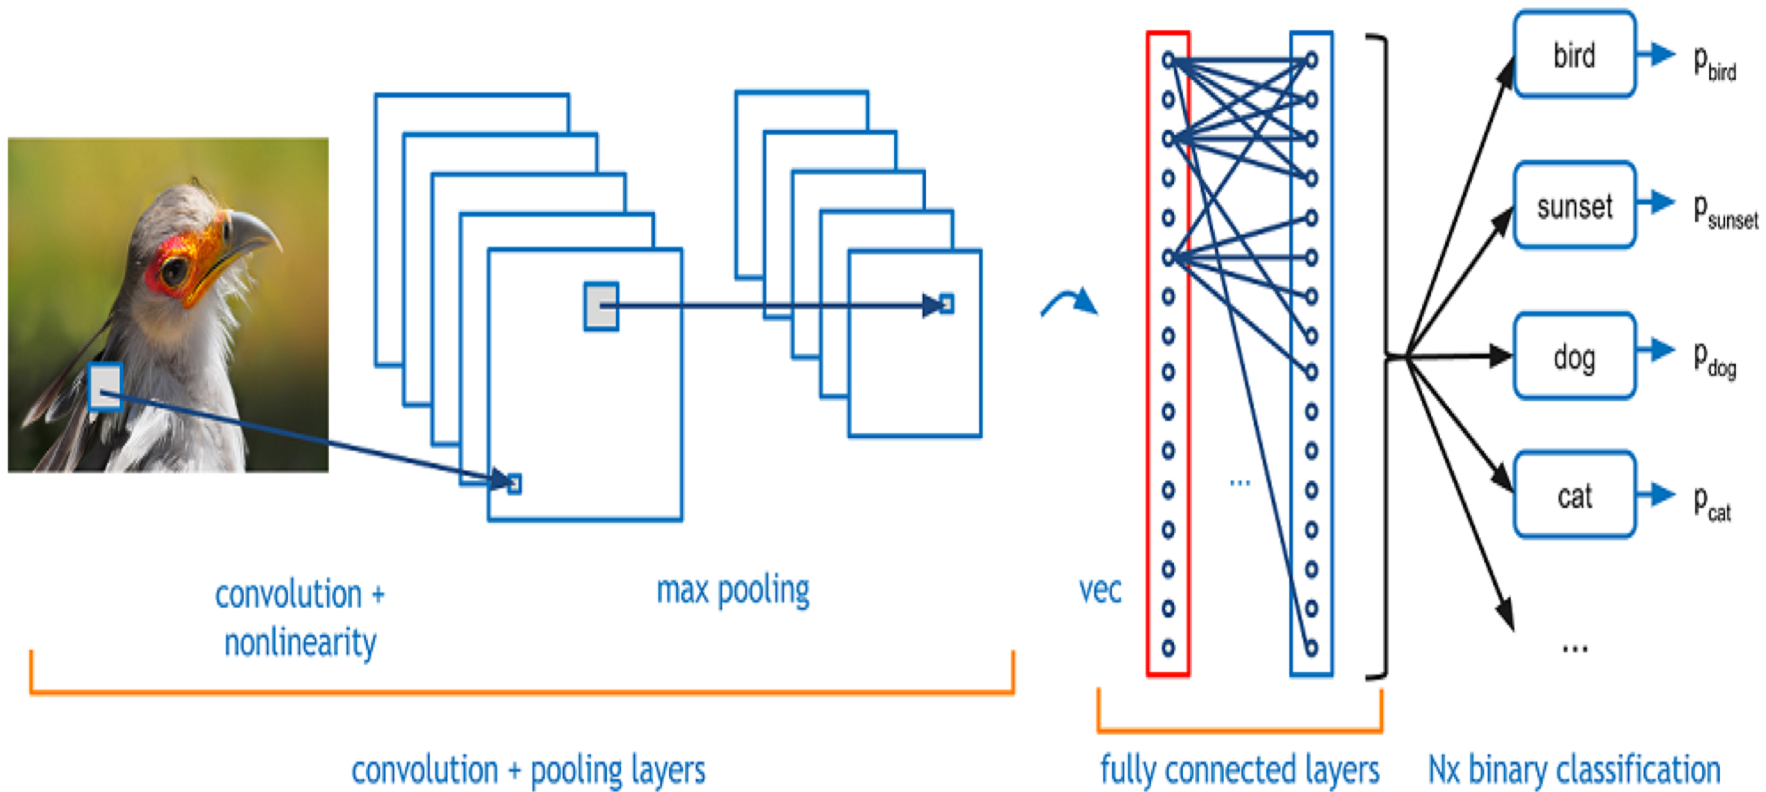 bird
p_bird
sunset
p_sunset
dog
p_dog
cat
p_cat
...
...
convolution +
nonlinearity
max pooling
vec
convolution + pooling layers
fully connected layers
Nx binary classification